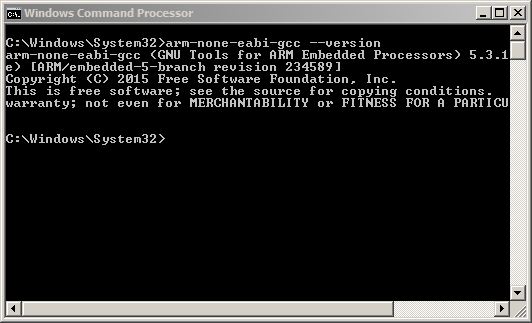 Windows Command Processor
C:\Windows\System32>arm-none-eabi-gcc --version
arm-none-eabi-gcc (GNU Tools for ARM Embedded Processors) 5.3.1
e) [ARM/embedded-5-branch revision 234589]
Copyright (C) 2015 Free Software Foundation, Inc.
This is free software; see the source for copying conditions.
warranty; not even for MERCHANTABILITY or FITNESS FOR A PARTICU
C:\Windows\System32>